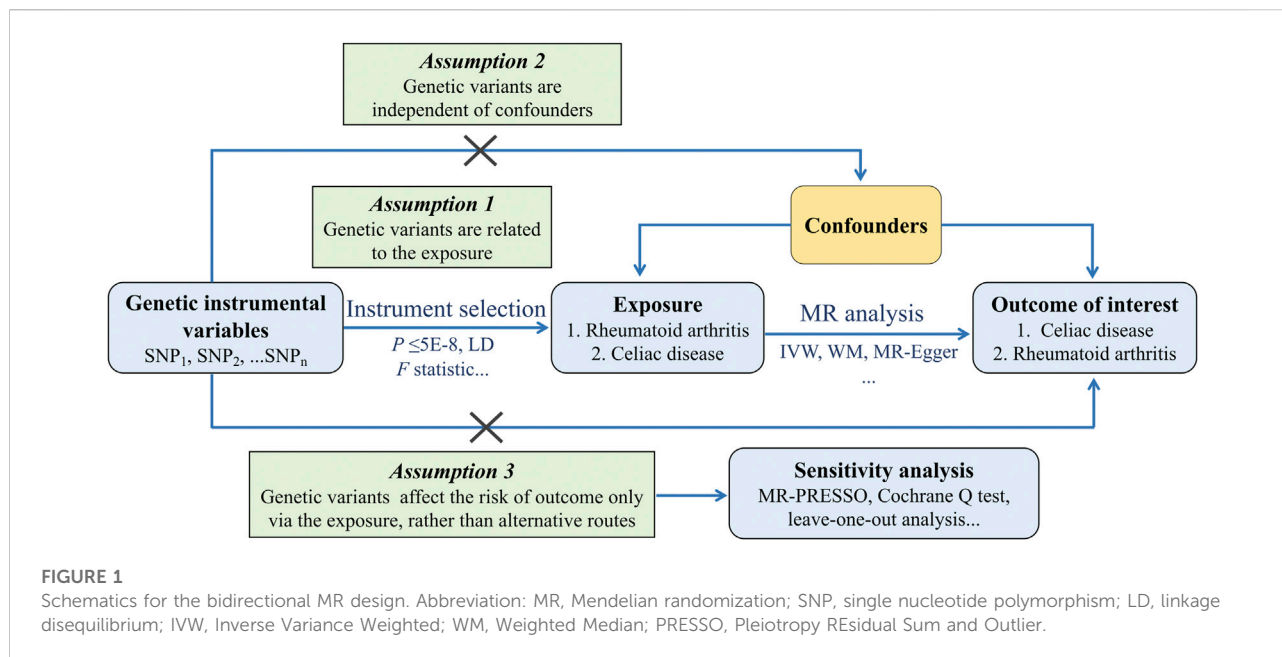 Assumption 2
Genetic variants are
independent of confounders
Assumption 1
Genetic variants are related
to the exposure
Confounders
Genetic instrumental
variables
SNP1, SNP2, ...SNPn
Instrument selection
P ≤5E-8, LD
F statistic...
Exposure
1. Rheumatoid arthritis
2. Celiac disease
MR analysis
IVW, WM, MR-Egger
...
Outcome of interest
1. Celiac disease
2. Rheumatoid arthritis
Assumption 3
Genetic variants affect the risk of outcome only
via the exposure, rather than alternative routes
Sensitivity analysis
MR-PRESSO, Cochrane Q test,
leave-one-out analysis...
FIGURE 1
Schematics for the bidirectional MR design. Abbreviation: MR, Mendelian randomization; SNP, single nucleotide polymorphism; LD, linkage
disequilibrium; IVW, Inverse Variance Weighted; WM, Weighted Median; PRESSO, Pleiotropy REsidual Sum and Outlier.